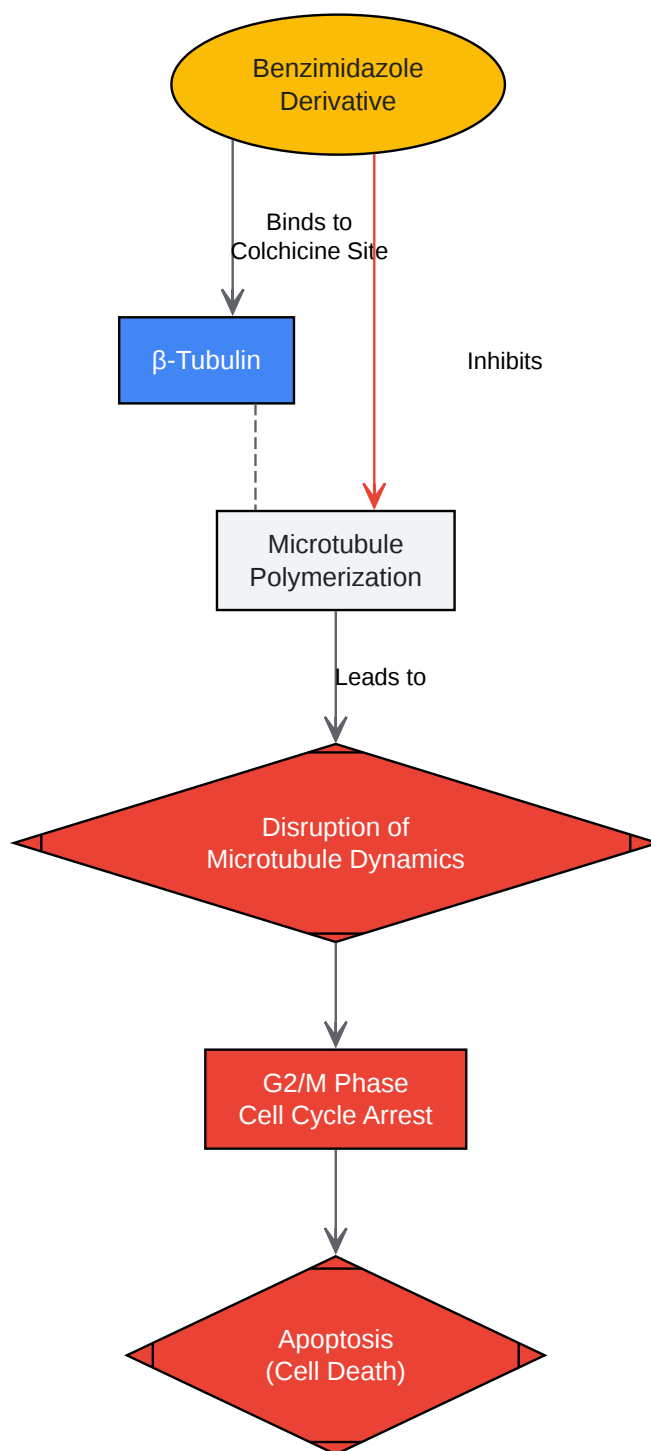 Benzimidazole
Derivative
Binds to
Colchicine Site
β-Tubulin
Inhibits
Microtubule
Polymerization
Leads to
Disruption of
Microtubule Dynamics
G2/M Phase
Cell Cycle Arrest
Apoptosis
(Cell Death)